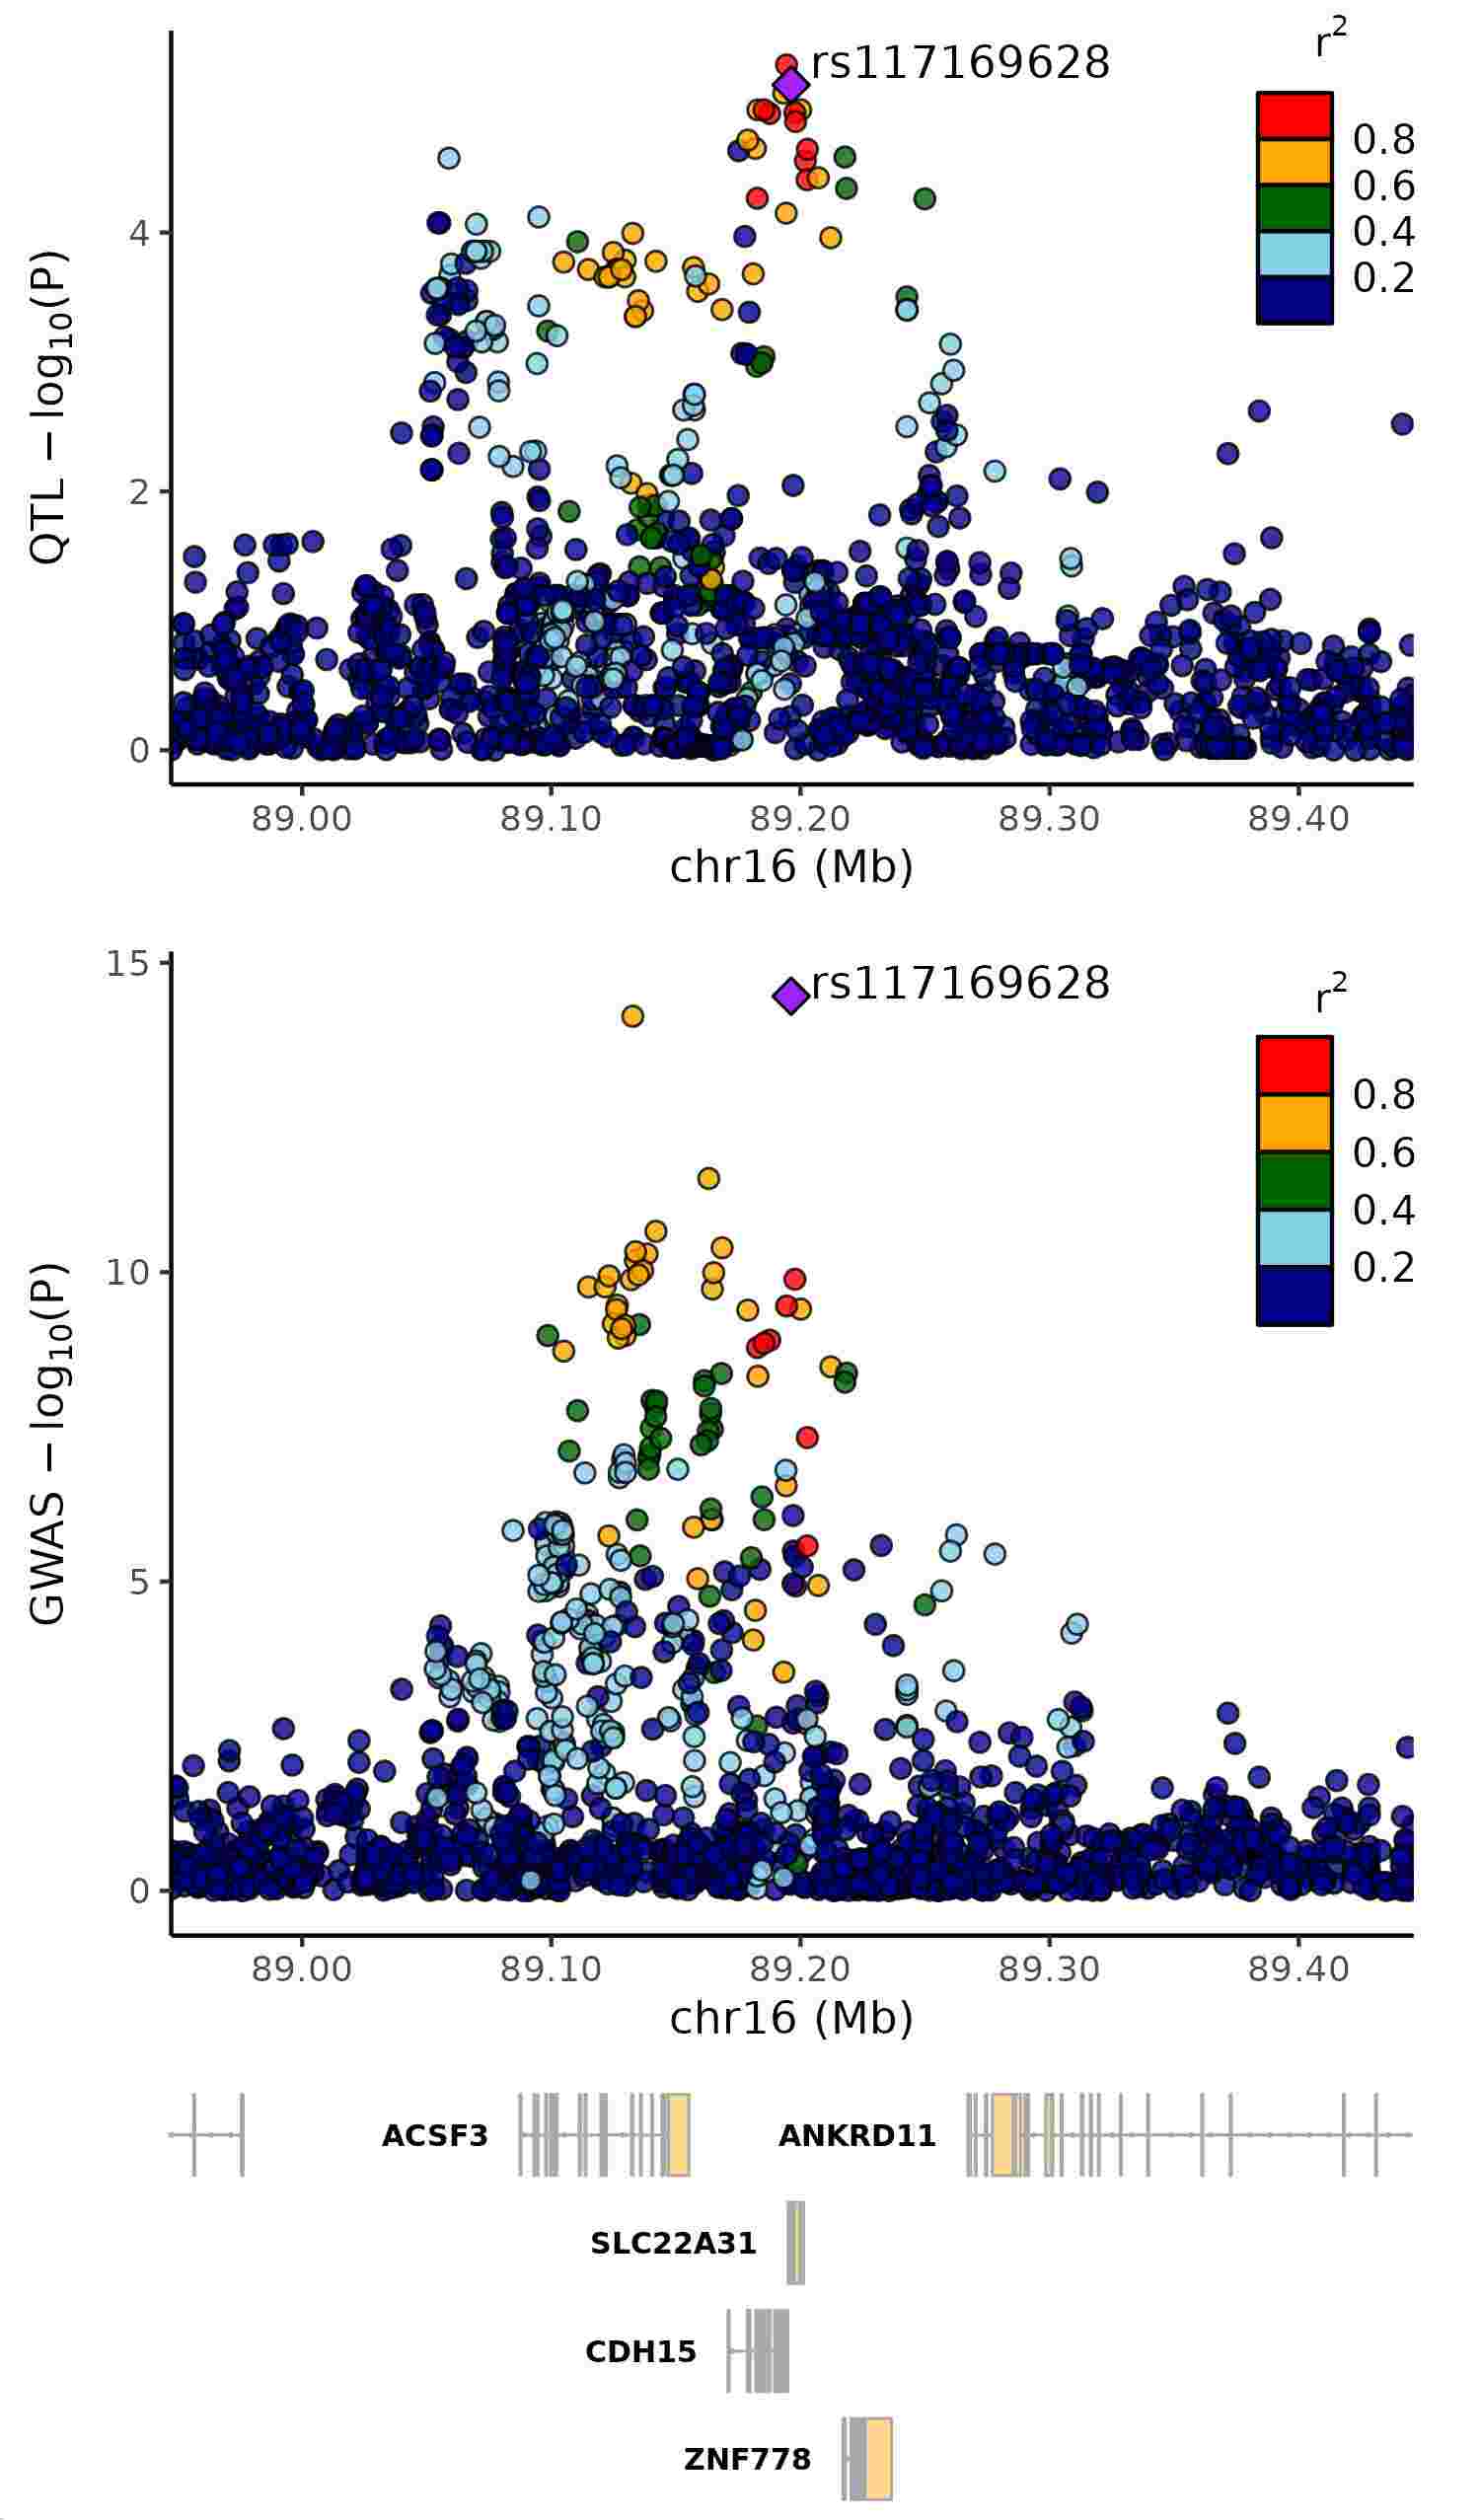 rs117169628
r2
0.8
0.6
0.4
0.2
QTL − log10(P)
4
2
0
89.00 89.10 89.20 89.30 89.40
chr16 (Mb)
rs117169628
r2
0.8
0.6
0.4
0.2
GWAS − log10(P)
15
10
5
0
89.00 89.10 89.20 89.30 89.40
chr16 (Mb)
ACSF3 ANKRD11
SLC22A31
CDH15
ZNF778